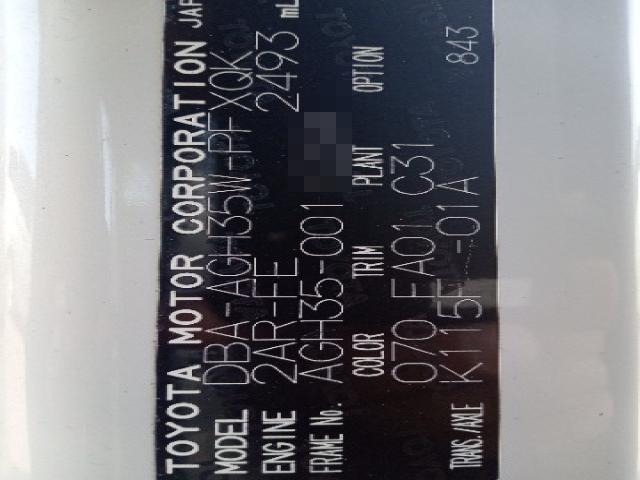 TOYOTA MOTOR CORPORATION JAP
MODEL DBA-AGH35W-PFXQK
ENGINE 2AR-FE 2493 mL
FRAME No. AGH35-001
COLOR TRIM PLANT OPTION
070 FA01 C31
TRANS./AXLE K115F -01A 843